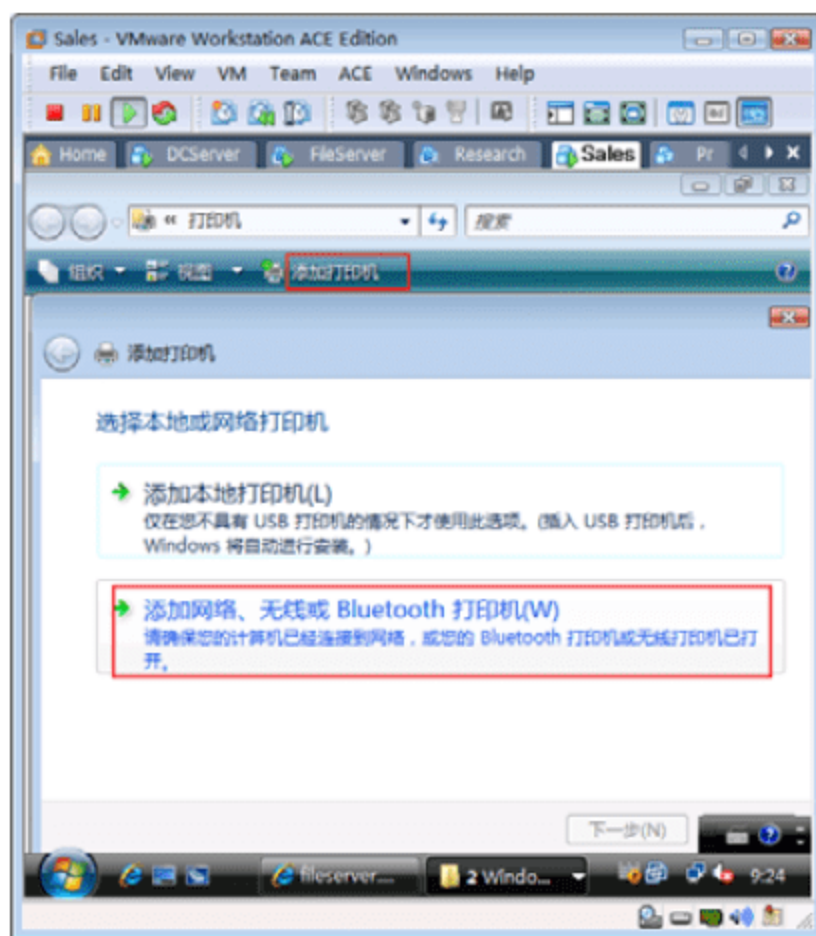 Sales - VMware Workstation ACE Edition
File Edit View VM Team ACE Windows Help
Home DCServer FileServer Research Sales Pr
« 打印机 搜索
组织 视图 添加打印机
添加打印机
选择本地或网络打印机
添加本地打印机(L)
仅在您不具有 USB 打印机的情况下才使用此选项。(插入 USB 打印机后，
Windows 将自动进行安装。)
添加网络、无线或 Bluetooth 打印机(W)
请确保您的计算机已经连接到网络，或您的 Bluetooth 打印机或无线打印机已打
开。
下一步(N)
fileserver.... 2 Windo... 9:24